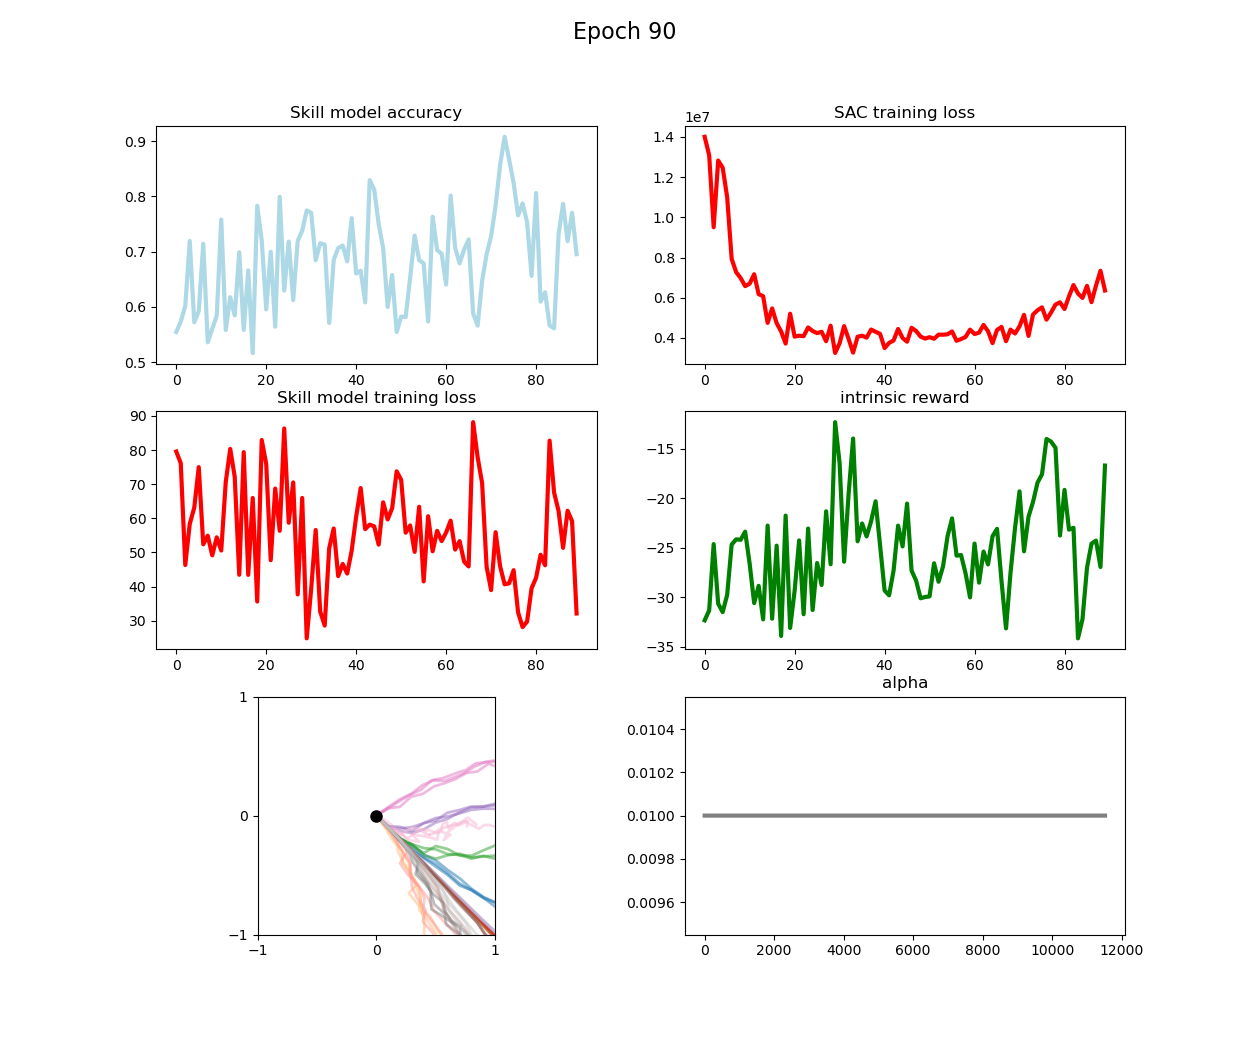 Epoch 90
Skill model accuracy
0.9
0.8
0.7
0.6
0.5
0 20 40 60 80
SAC training loss
1e7
1.4
1.2
1.0
0.8
0.6
0.4
0 20 40 60 80
Skill model training loss
90
80
70
60
50
40
30
0 20 40 60 80
intrinsic reward
−15
−20
−25
−30
−35
0 20 40 60 80
1
0
−1
−1 0 1
alpha
0.0104
0.0102
0.0100
0.0098
0.0096
0 2000 4000 6000 8000 10000 12000